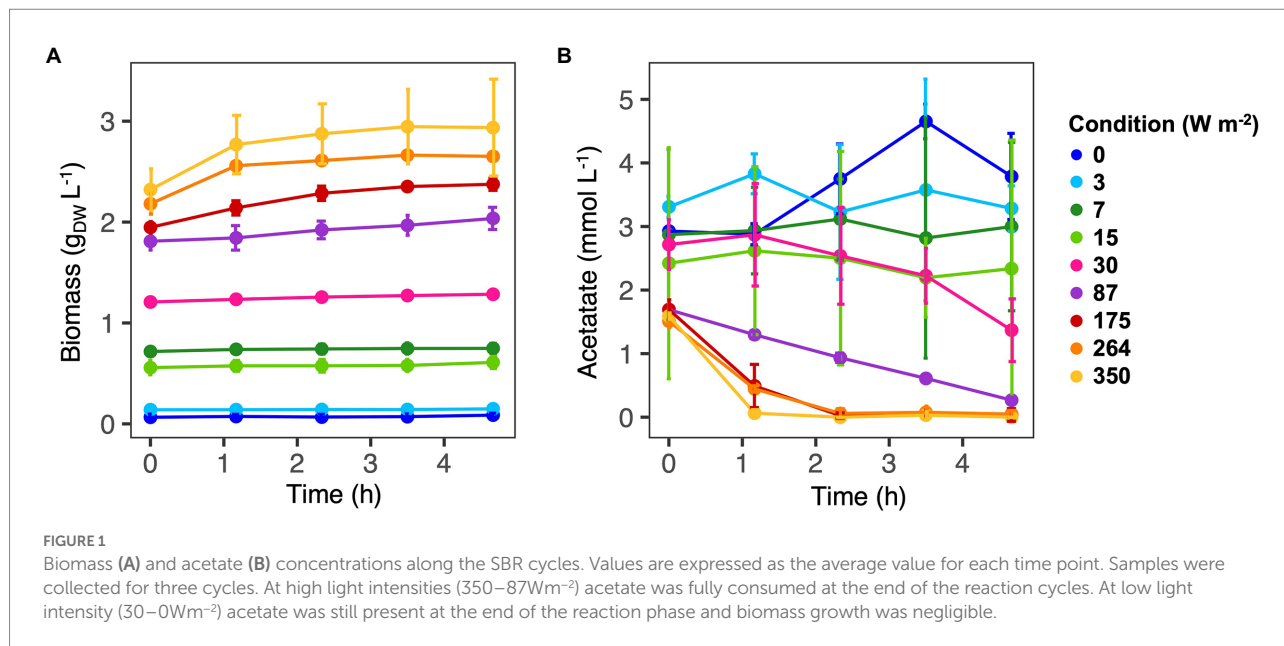 A
Biomass (gDW L-1)
3
2
1
0
0 1 2 3 4
Time (h)
B
Acetatate (mmol L-1)
5
4
3
2
1
0
0 1 2 3 4
Time (h)
Condition (W m-2)
0
3
7
15
30
87
175
264
350
FIGURE 1
Biomass (A) and acetate (B) concentrations along the SBR cycles. Values are expressed as the average value for each time point. Samples were
collected for three cycles. At high light intensities (350–87Wm−2) acetate was fully consumed at the end of the reaction cycles. At low light
intensity (30–0Wm−2) acetate was still present at the end of the reaction phase and biomass growth was negligible.